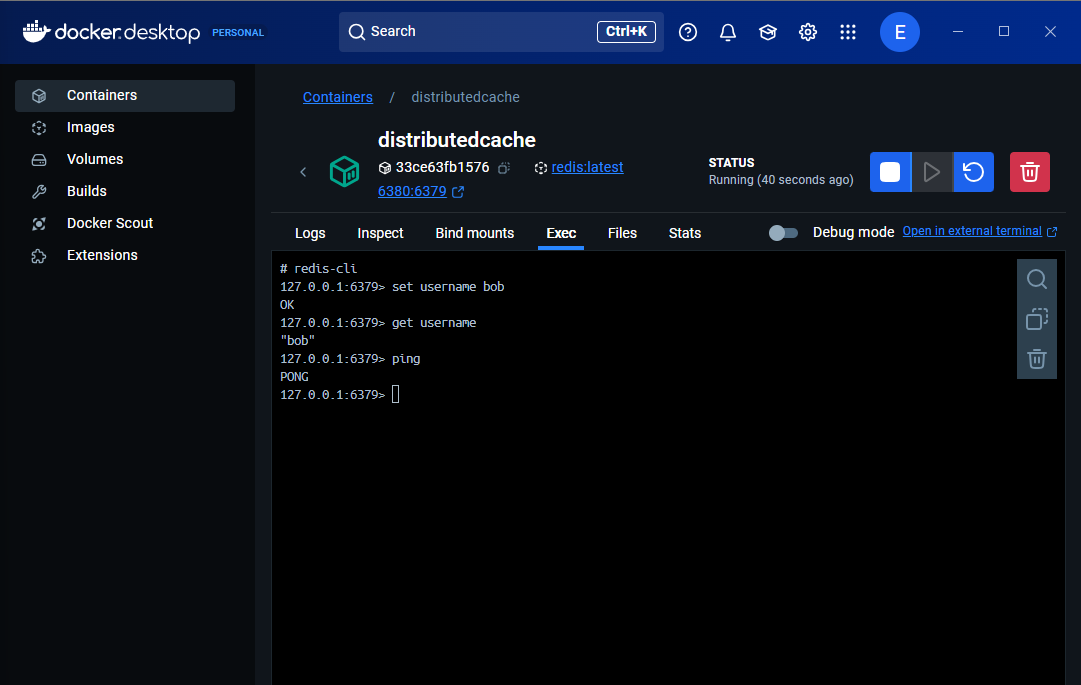 docker.desktop PERSONAL
Search Ctrl+K
E
Containers
Images
Volumes
Builds
Docker Scout
Extensions
Containers / distributedcache
distributedcache
33ce63fb1576 redis:latest
6380:6379
STATUS
Running (40 seconds ago)
Logs Inspect Bind mounts Exec Files Stats
Debug mode Open in external terminal
# redis-cli
127.0.0.1:6379> set username bob
OK
127.0.0.1:6379> get username
"bob"
127.0.0.1:6379> ping
PONG
127.0.0.1:6379>